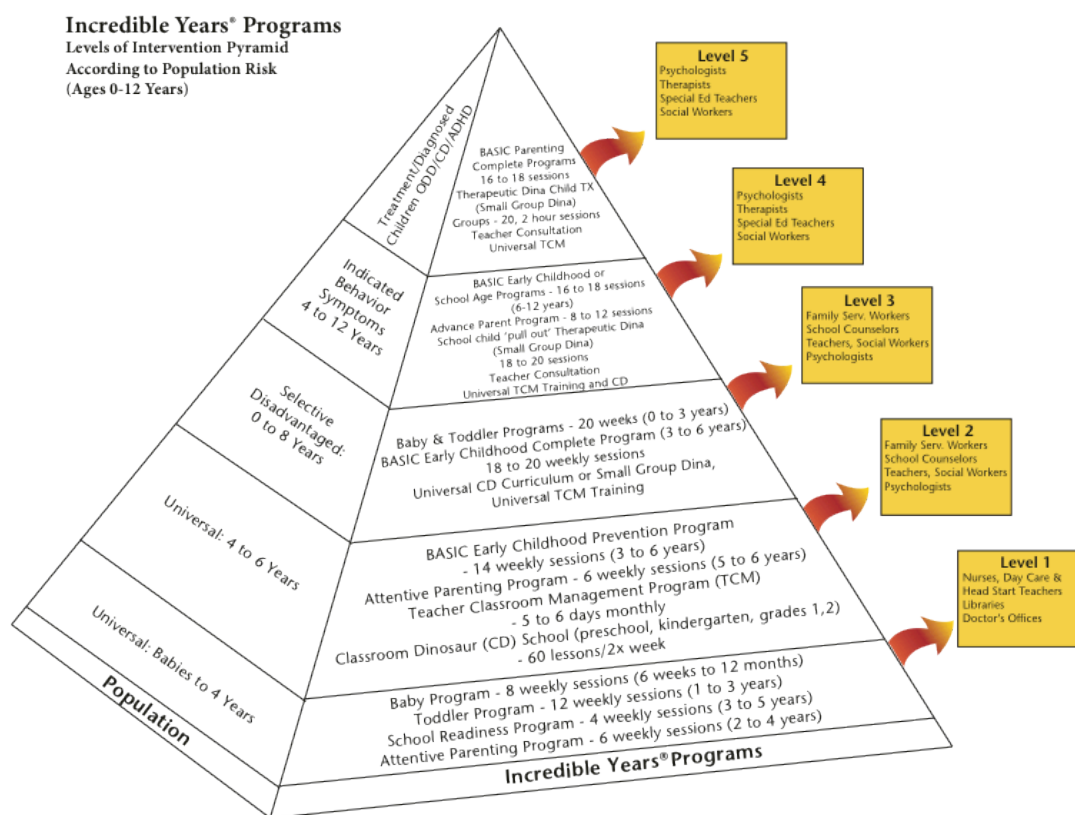 Incredible Years® Programs
Levels of Intervention Pyramid
According to Population Risk
(Ages 0-12 Years)
Treatment/Diagnosed
Children ODD/CD/ADHD
BASIC Parenting
Complete Programs
16 to 18 sessions
Therapeutic Dina Child TX
(Small Group Dina)
Groups - 20, 2 hour sessions
Teacher Consultation
Universal TCM
Level 5
Psychologists
Therapists
Special Ed Teachers
Social Workers
Indicated
Behavior
Symptoms
4 to 12 Years
BASIC Early Childhood or
School Age Programs - 16 to 18 sessions
(6-12 years)
Advance Parent Program - 8 to 12 sessions
School child ‘pull out’ Therapeutic Dina
(Small Group Dina)
18 to 20 sessions
Teacher Consultation
Universal TCM Training and CD
Level 4
Psychologists
Therapists
Special Ed Teachers
Social Workers
Selective
Disadvantaged:
0 to 8 Years
Baby & Toddler Programs - 20 weeks (0 to 3 years)
BASIC Early Childhood Complete Program (3 to 6 years)
18 to 20 weekly sessions
Universal CD Curriculum or Small Group Dina,
Universal TCM Training
Level 3
Family Serv. Workers
School Counselors
Teachers, Social Workers
Psychologists
Universal: 4 to 6 Years
BASIC Early Childhood Prevention Program
- 14 weekly sessions (3 to 6 years)
Attentive Parenting Program - 6 weekly sessions (5 to 6 years)
Teacher Classroom Management Program (TCM)
- 5 to 6 days monthly
Classroom Dinosaur (CD) School (preschool, kindergarten, grades 1,2)
- 60 lessons/2x week
Level 2
Family Serv. Workers
School Counselors
Teachers, Social Workers
Psychologists
Universal: Babies to 4 Years
Baby Program - 8 weekly sessions (6 weeks to 12 months)
Toddler Program - 12 weekly sessions (1 to 3 years)
School Readiness Program - 4 weekly sessions (3 to 5 years)
Attentive Parenting Program - 6 weekly sessions (2 to 4 years)
Level 1
Nurses, Day Care &
Head Start Teachers
Libraries
Doctor's Offices
Population
Incredible Years® Programs